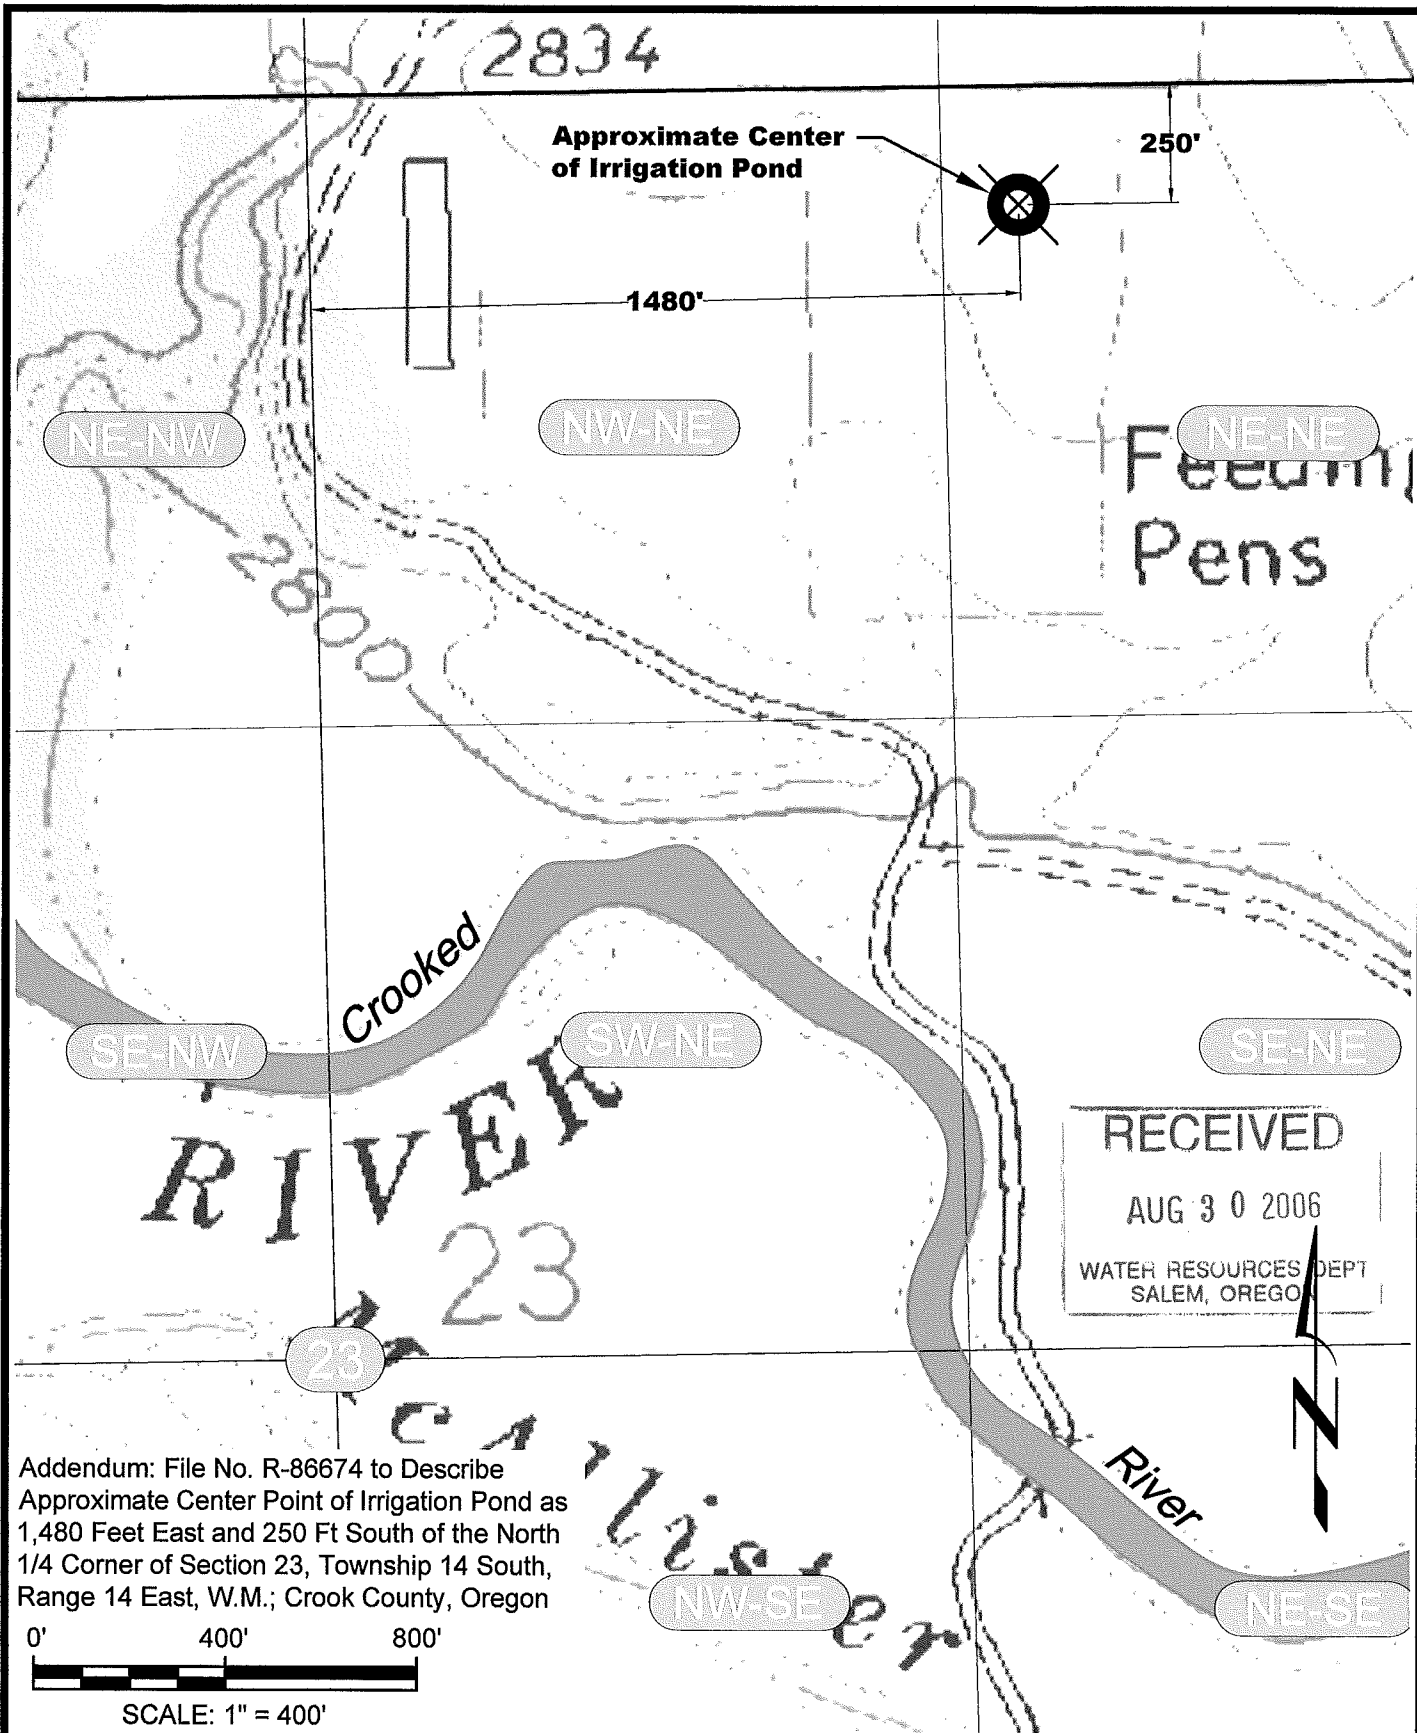 2834
Approximate Center
of Irrigation Pond
250'
1480'
NE-NW
NW-NE
NE-NE
Feeding
Pens
2800
Crooked
SE-NW
SW-NE
SE-NE
RIVER
RECEIVED
AUG 30 2006
WATER RESOURCES DEPT
SALEM, OREGON
23
23
N
River
Addendum: File No. R-86674 to Describe
Approximate Center Point of Irrigation Pond as
1,480 Feet East and 250 Ft South of the North
1/4 Corner of Section 23, Township 14 South,
Range 14 East, W.M.; Crook County, Oregon
NW-SE
NE-SE
0' 400' 800'
SCALE: 1" = 400'